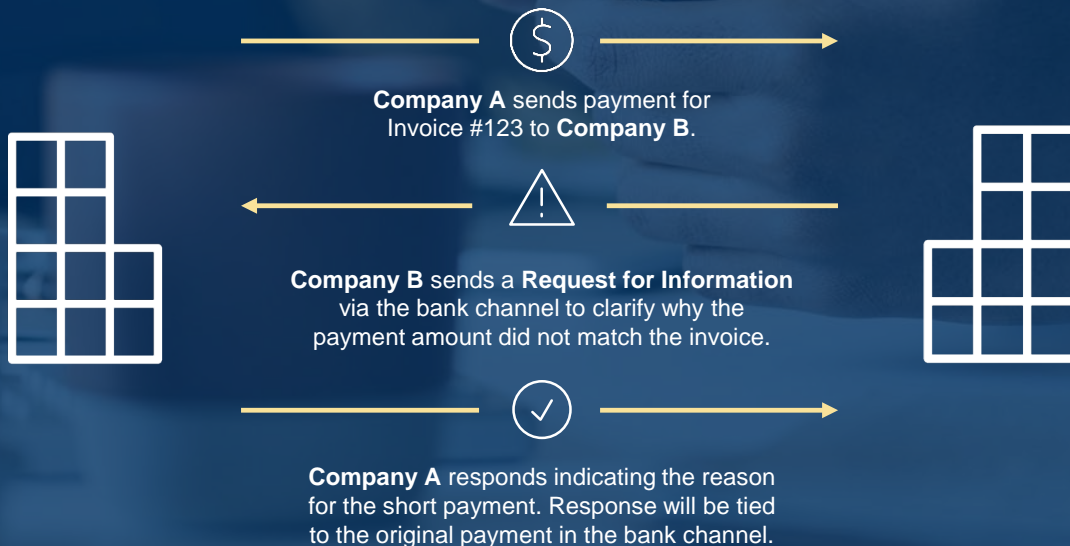 $
Company A sends payment for
Invoice #123 to Company B.
!
Company B sends a Request for Information
via the bank channel to clarify why the
payment amount did not match the invoice.
Company A responds indicating the reason
for the short payment. Response will be tied
to the original payment in the bank channel.